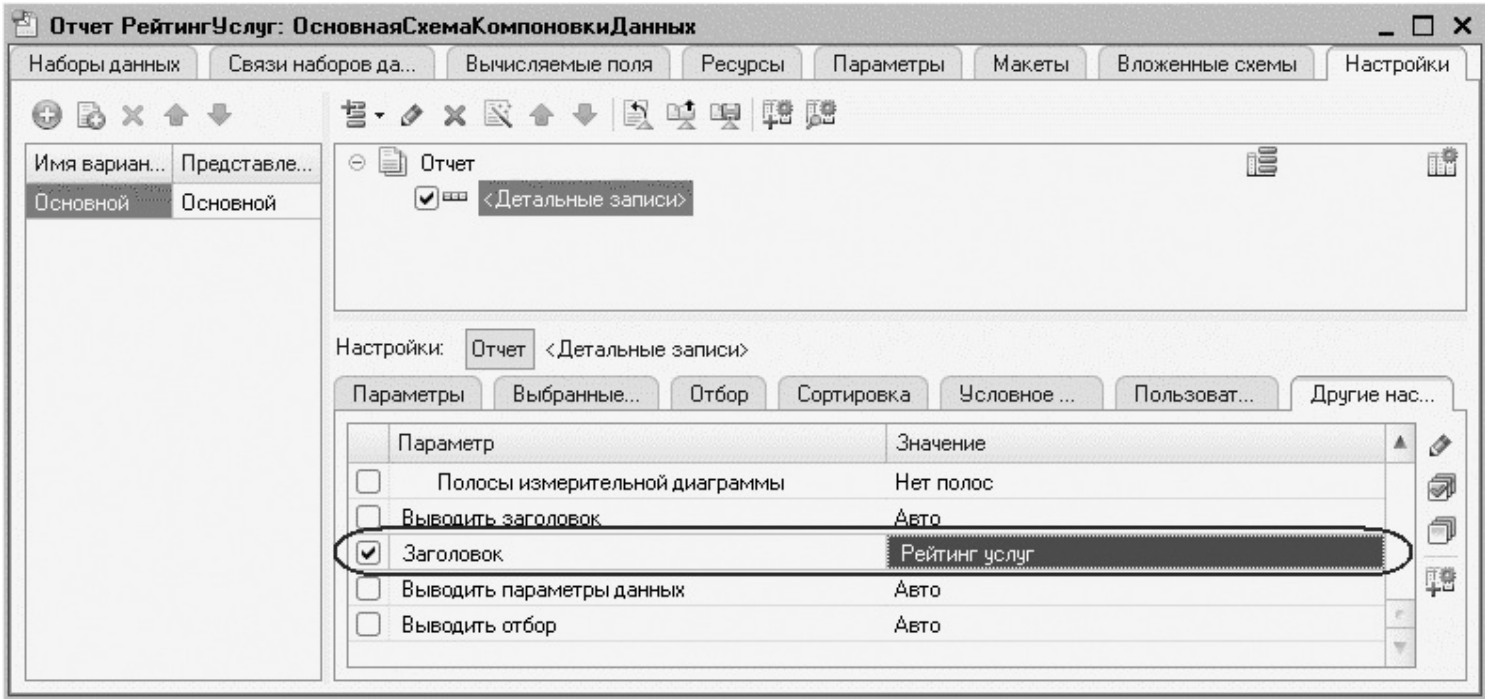 Отчет РейтингУслуг: ОсновнаяСхемаКомпоновкиДанных
Наборы данных Связи наборов да... Вычисляемые поля Ресурсы Параметры Макеты Вложенные схемы Настройки
Имя вариан... Представле...
Основной Основной
Отчет
<Детальные записи>
Настройки: Отчет <Детальные записи>
Параметры Выбранные... Отбор Сортировка Условное ... Пользоват... Другие нас...
Параметр Значение
Полосы измерительной диаграммы Нет полос
Выводить заголовок Авто
Заголовок Рейтинг услуг
Выводить параметры данных Авто
Выводить отбор Авто